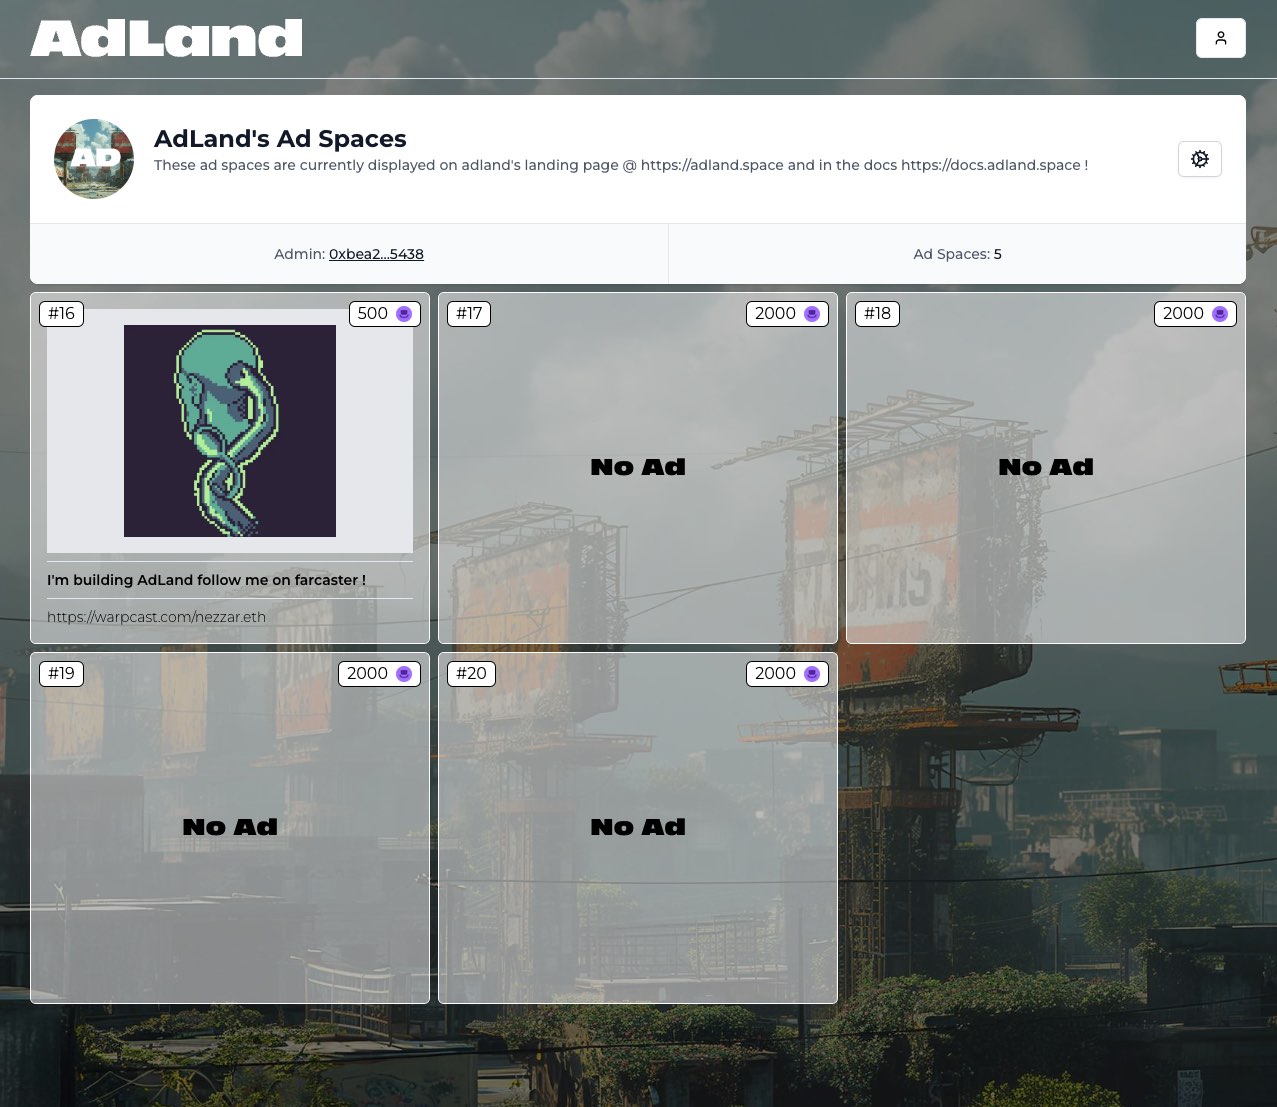 AdLand
AD
AdLand's Ad Spaces
These ad spaces are currently displayed on adland's landing page @ https://adland.space and in the docs https://docs.adland.space !
Admin: 0xbea2...5438
Ad Spaces: 5
#16
500
I'm building AdLand follow me on farcaster !
https://warpcast.com/nezzar.eth
#17
2000
No Ad
#18
2000
No Ad
#19
2000
No Ad
#20
2000
No Ad